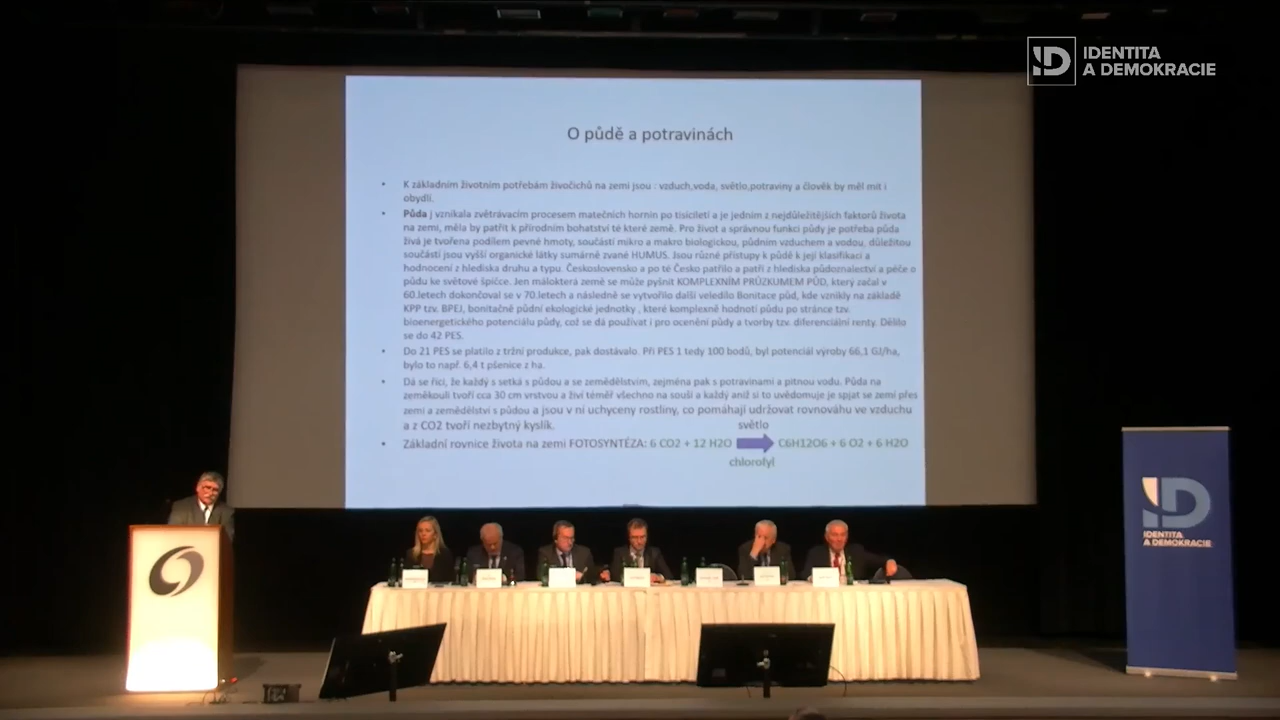 IDENTITA
A DEMOKRACIE
O půdě a potravinách
• K základním životním potřebám živočichů na zemi jsou : vzduch,voda, světlo,potraviny a člověk by měl mít i
obydlí.
• Půda j vznikala zvětrávacím procesem matečních hornin po tisíciletí a je jedním z nejdůležitějších faktorů života
na zemi, měla by patřit k přírodním bohatství té které země. Pro život a správnou funkci půdy je potřeba půda
živá je tvořena podílem pevné hmoty, součástí mikro a makro biologickou, půdním vzduchem a vodou, důležitou
součástí jsou vyšší organické látky sumárně zvané HUMUS. Jsou různé přístupy k půdě k její klasifikaci a
hodnocení z hlediska druhu a typu. Československo a po té Česko patřilo a patří z hlediska půdoznalectví a péče o
půdu ke světové špičce. Jen máloktera země se může pyšnit KOMPLEXNÍM PRŮZKUMEM PŮD, který začal v
60.letech dokončoval se v 70.letech a následně se vytvořilo další veledílo Bonitace půd, kde vznikly na základě
KPP tzv. BPEJ, bonitačně půdní ekologické jednotky , které komplexně hodnotí půdu po stránce tzv.
bioenergetického potenciálu půdy, což se dá používat i pro ocenění půdy a tvorby tzv. diferenciální renty. Dělilo
se do 42 PES.
• Do 21 PES se platilo z tržní produkce, pak dostávalo. Při PES 1 tedy 100 bodů, byl potenciál výroby 66,1 GJ/ha,
bylo to např. 6,4 t pšenice z ha.
• Dá se říci, že každý s setká s půdou a se zemědělstvím, zejména pak s potravinami a pitnou vodu. Půda na
zeměkouli tvoří cca 30 cm vrstvou a živí téměř všechno na souši a každý aniž si to uvědomuje je spjat se zemí přes
zemi a zemědělství s půdou a jsou v ní uchyceny rostliny, co pomáhají udržovat rovnováhu ve vzduchu
a z CO2 tvoří nezbytný kyslík.
světlo
• Základní rovnice života na zemi FOTOSYNTÉZA: 6 CO2 + 12 H2O C6H12O6 + 6 O2 + 6 H2O
chlorofyl
ID
IDENTITA
A DEMOKRACIE